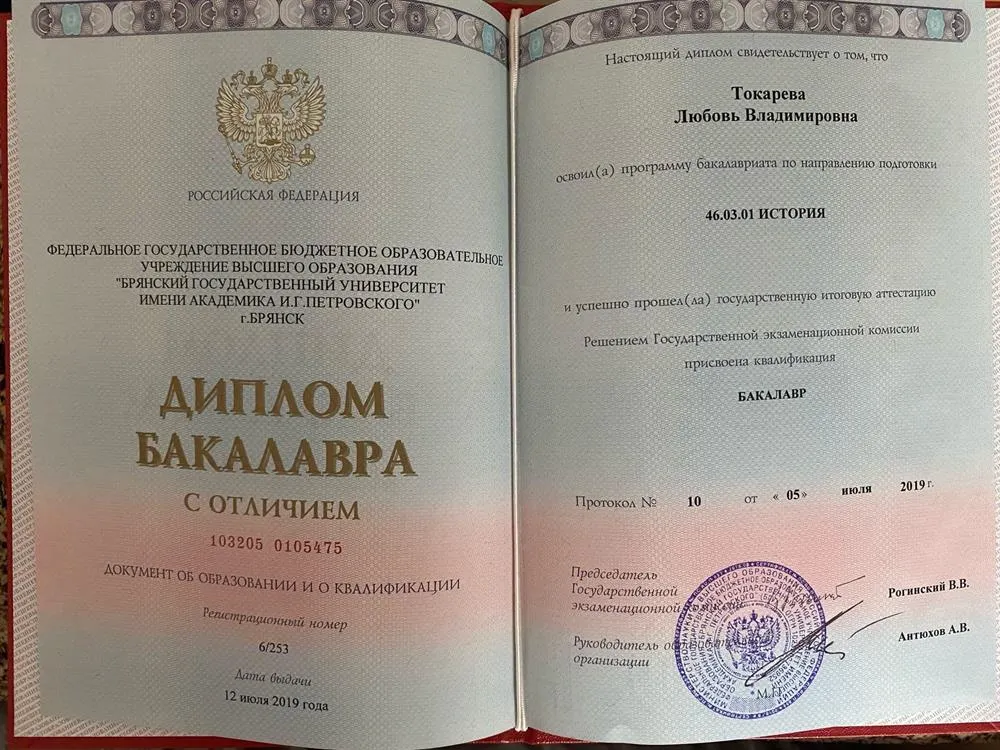 РОССИЙСКАЯ ФЕДЕРАЦИЯ
ФЕДЕРАЛЬНОЕ ГОСУДАРСТВЕННОЕ БЮДЖЕТНОЕ ОБРАЗОВАТЕЛЬНОЕ
УЧРЕЖДЕНИЕ ВЫСШЕГО ОБРАЗОВАНИЯ
"БРЯНСКИЙ ГОСУДАРСТВЕННЫЙ УНИВЕРСИТЕТ
ИМЕНИ АКАДЕМИКА И.Г.ПЕТРОВСКОГО"
г.БРЯНСК
ДИПЛОМ
БАКАЛАВРА
С ОТЛИЧИЕМ
103205 0105475
ДОКУМЕНТ ОБ ОБРАЗОВАНИИ И О КВАЛИФИКАЦИИ
Регистрационный номер
6/253
Дата выдачи
12 июля 2019 года
Настоящий диплом свидетельствует о том, что
Токарева
Любовь Владимировна
освоил(а) программу бакалавриата по направлению подготовки
46.03.01 ИСТОРИЯ
и успешно прошел(ла) государственную итоговую аттестацию
Решением Государственной экзаменационной комиссии
присвоена квалификация
БАКАЛАВР
Протокол № 10 от «05» июля 2019 г.
Председатель
Государственной
экзаменационной
Рогинский В.В.
Руководитель
организации
Антюхов А.В.
М.П.